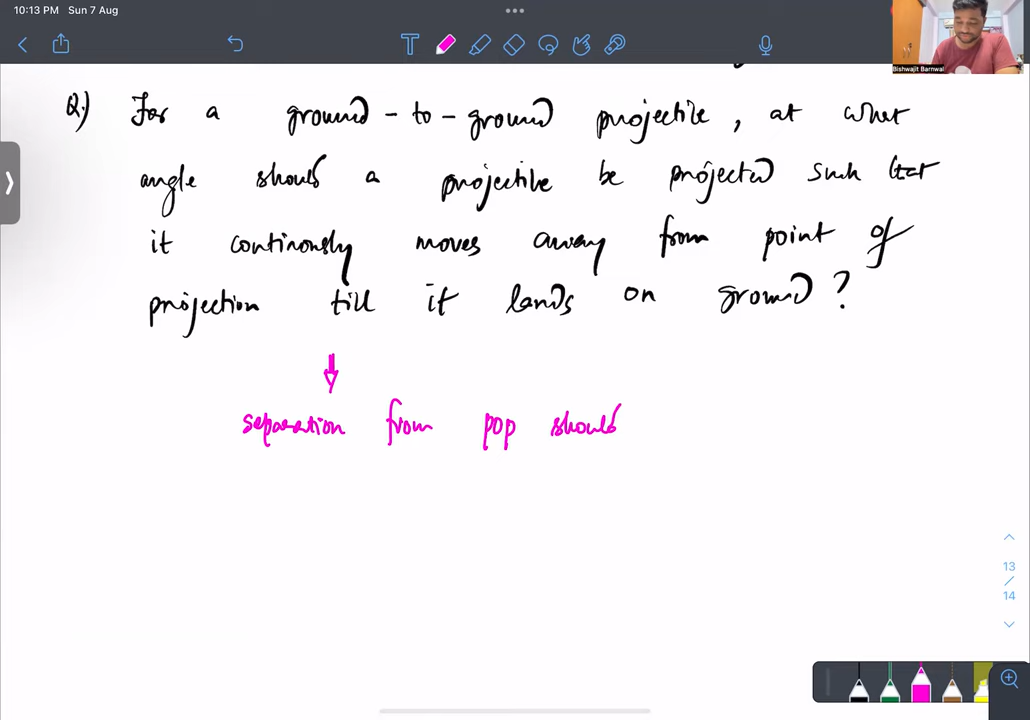 10:13 PM Sun 7 Aug
Bishwajit Barnwal
Q.) For a ground-to-ground projectile, at what
angle should a projectile be projected such that
it continously moves away from point of
projection till it lands on ground?
separation from pop should
13
/
14